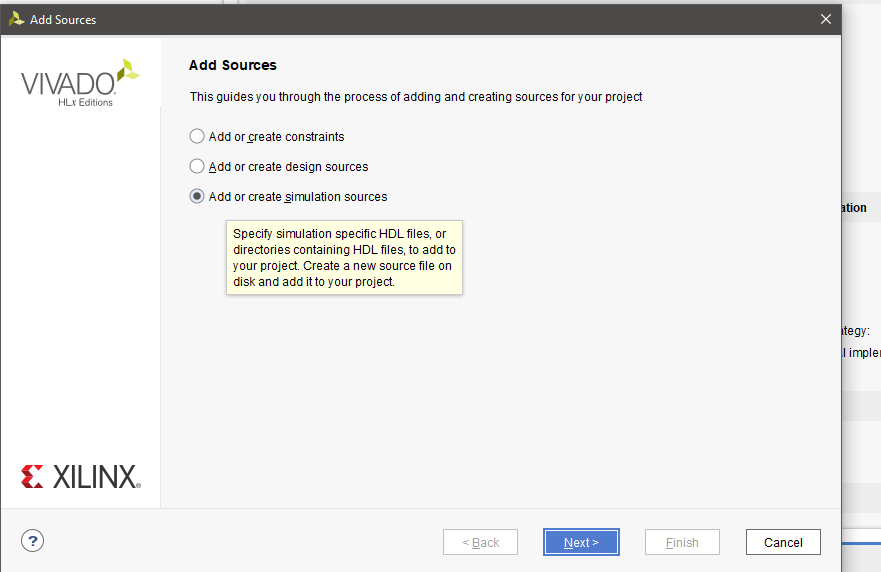 Add Sources
VIVADO
HLx Editions
Add Sources
This guides you through the process of adding and creating sources for your project
Add or create constraints
Add or create design sources
Add or create simulation sources
Specify simulation specific HDL files, or
directories containing HDL files, to add to
your project. Create a new source file on
disk and add it to your project.
ation
ategy:
l imple
XILINX
?
< Back
Next >
Finish
Cancel